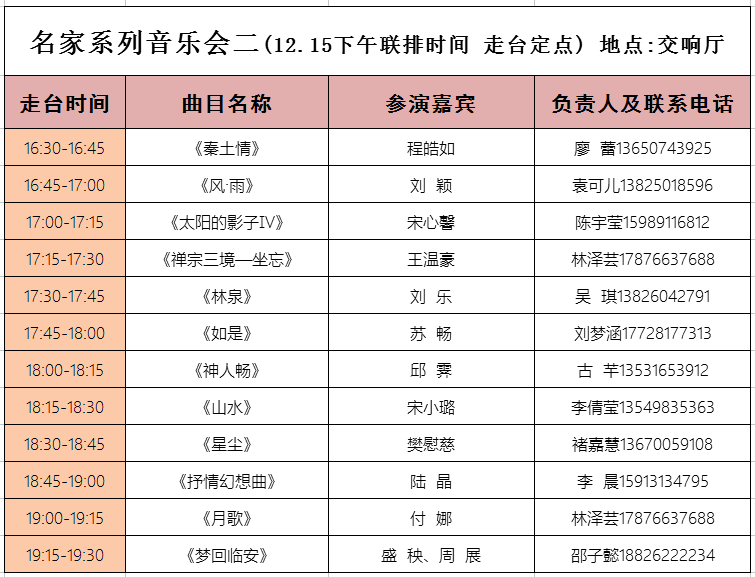 名家系列音乐会二(12.15下午联排时间 走台定点) 地点:交响厅
走台时间 曲目名称 参演嘉宾 负责人及联系电话
16:30-16:45 《秦土情》 程皓如 廖 蕾13650743925
16:45-17:00 《风·雨》 刘 颖 袁可儿13825018596
17:00-17:15 《太阳的影子IV》 宋心馨 陈宇莹15989116812
17:15-17:30 《禅宗三境—坐忘》 王温豪 林泽芸17876637688
17:30-17:45 《林泉》 刘 乐 吴 琪13826042791
17:45-18:00 《如是》 苏 畅 刘梦涵17728177313
18:00-18:15 《神人畅》 邱 霁 古 芊13531653912
18:15-18:30 《山水》 宋小璐 李倩莹13549835363
18:30-18:45 《星尘》 樊慰慈 褚嘉慧13670059108
18:45-19:00 《抒情幻想曲》 陆 晶 李 晨15913134795
19:00-19:15 《月歌》 付 娜 林泽芸17876637688
19:15-19:30 《梦回临安》 盛 秧、周 展 邵子懿18826222234